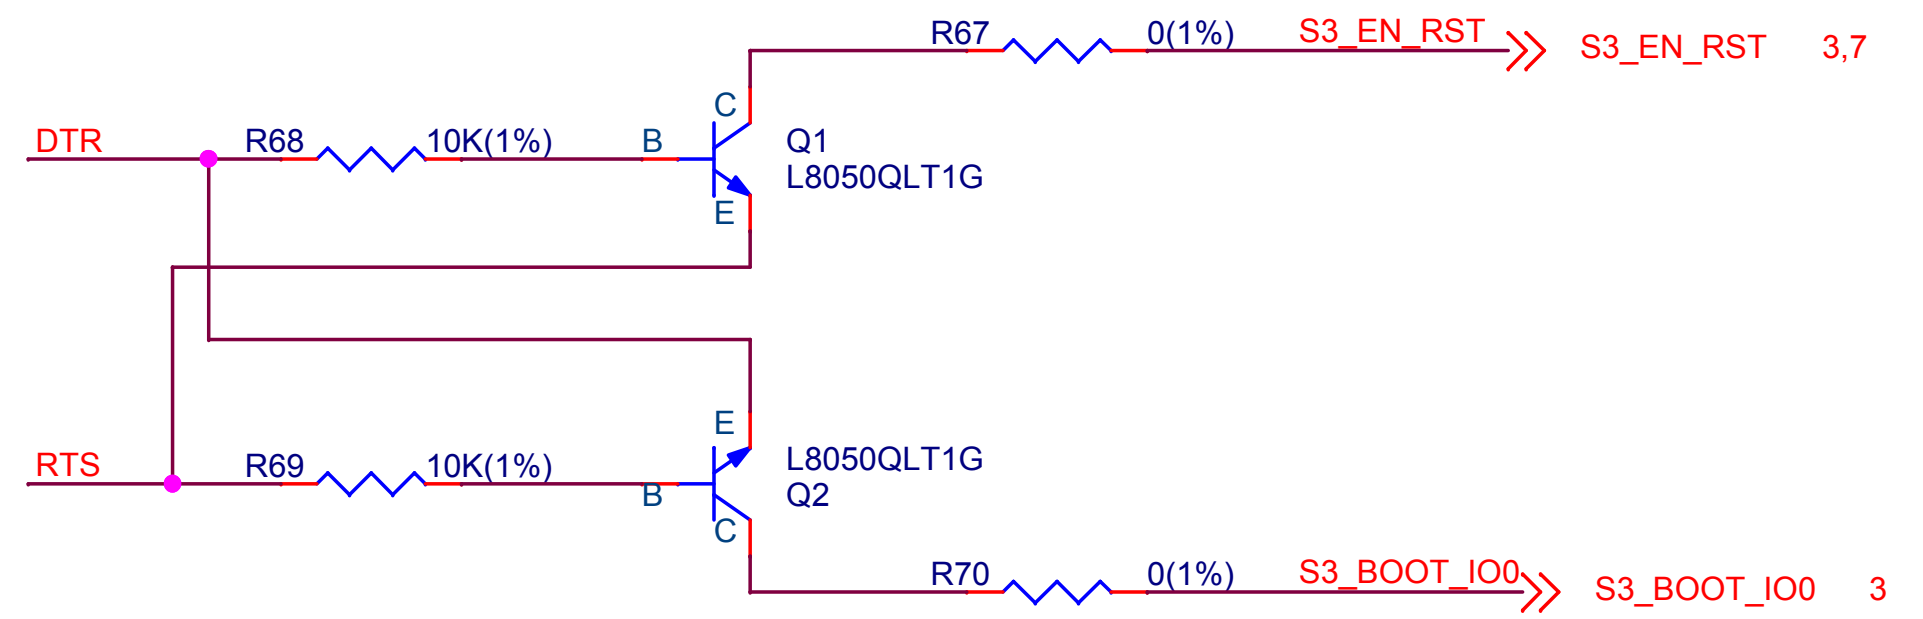 R67 0(1%) S3_EN_RST S3_EN_RST 3,7
C
DTR R68 10K(1%) B Q1
L8050QLT1G
E
E
RTS R69 10K(1%) L8050QLT1G
B Q2
C
R70 0(1%) S3_BOOT_IO0 S3_BOOT_IO0 3